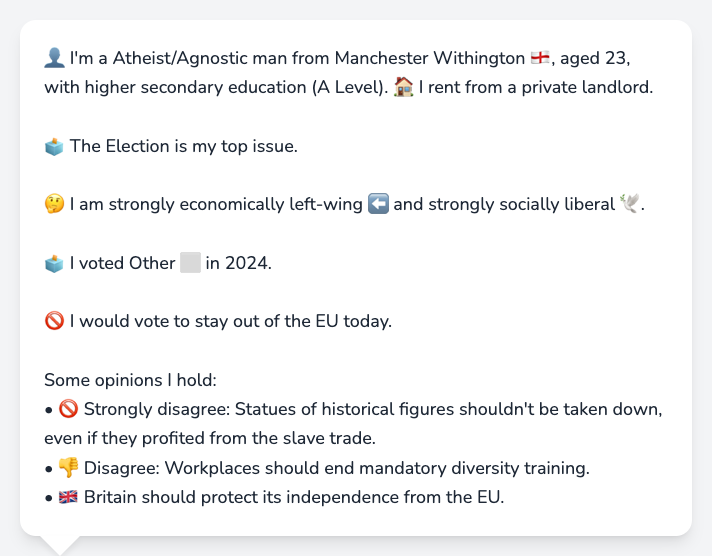 👤 I'm a Atheist/Agnostic man from Manchester Withington 🏴󠁧󠁢󠁥󠁮󠁧󠁿, aged 23,
with higher secondary education (A Level). 🏠 I rent from a private landlord.
🗳️ The Election is my top issue.
🤔 I am strongly economically left-wing ⬅️ and strongly socially liberal 🕊️.
🗳️ I voted Other ⬜ in 2024.
🚫 I would vote to stay out of the EU today.
Some opinions I hold:
• 🚫 Strongly disagree: Statues of historical figures shouldn't be taken down,
even if they profited from the slave trade.
• 👎 Disagree: Workplaces should end mandatory diversity training.
• 🇬🇧 Britain should protect its independence from the EU.